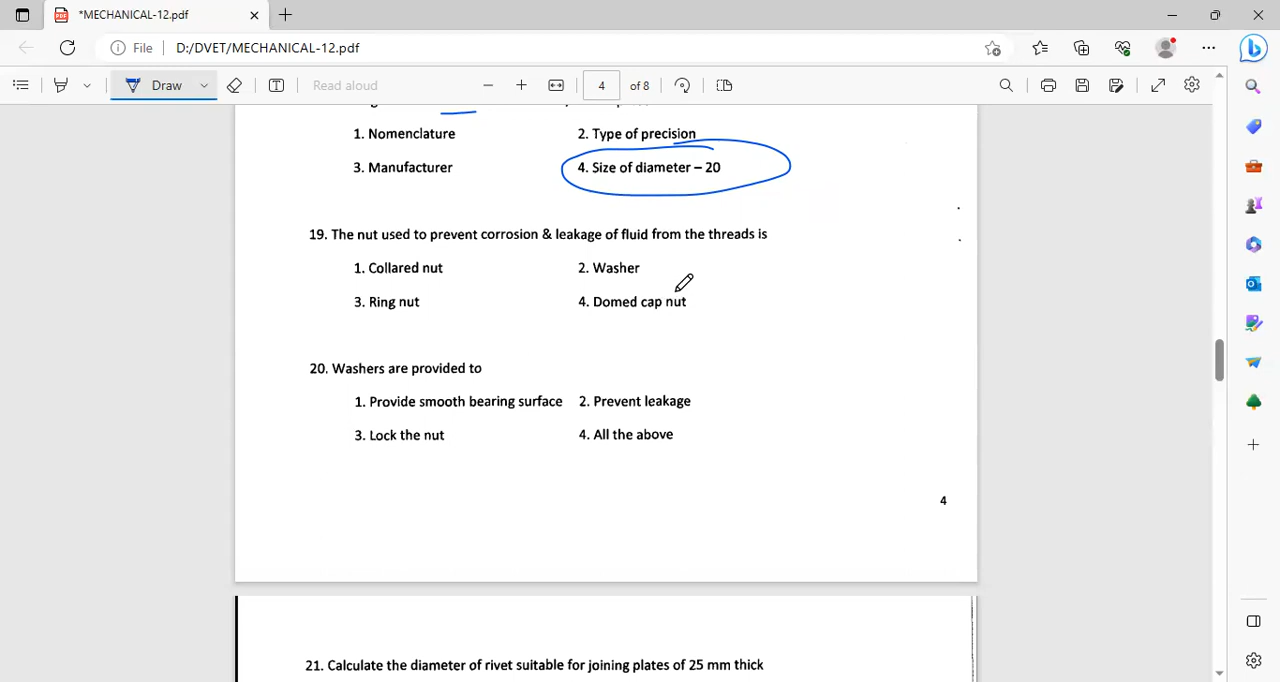 *MECHANICAL-12.pdf
File D:/DVET/MECHANICAL-12.pdf
Draw Read aloud 4 of 8
1. Nomenclature 2. Type of precision
3. Manufacturer 4. Size of diameter – 20
19. The nut used to prevent corrosion & leakage of fluid from the threads is
1. Collared nut 2. Washer
3. Ring nut 4. Domed cap nut
20. Washers are provided to
1. Provide smooth bearing surface 2. Prevent leakage
3. Lock the nut 4. All the above
4
21. Calculate the diameter of rivet suitable for joining plates of 25 mm thick